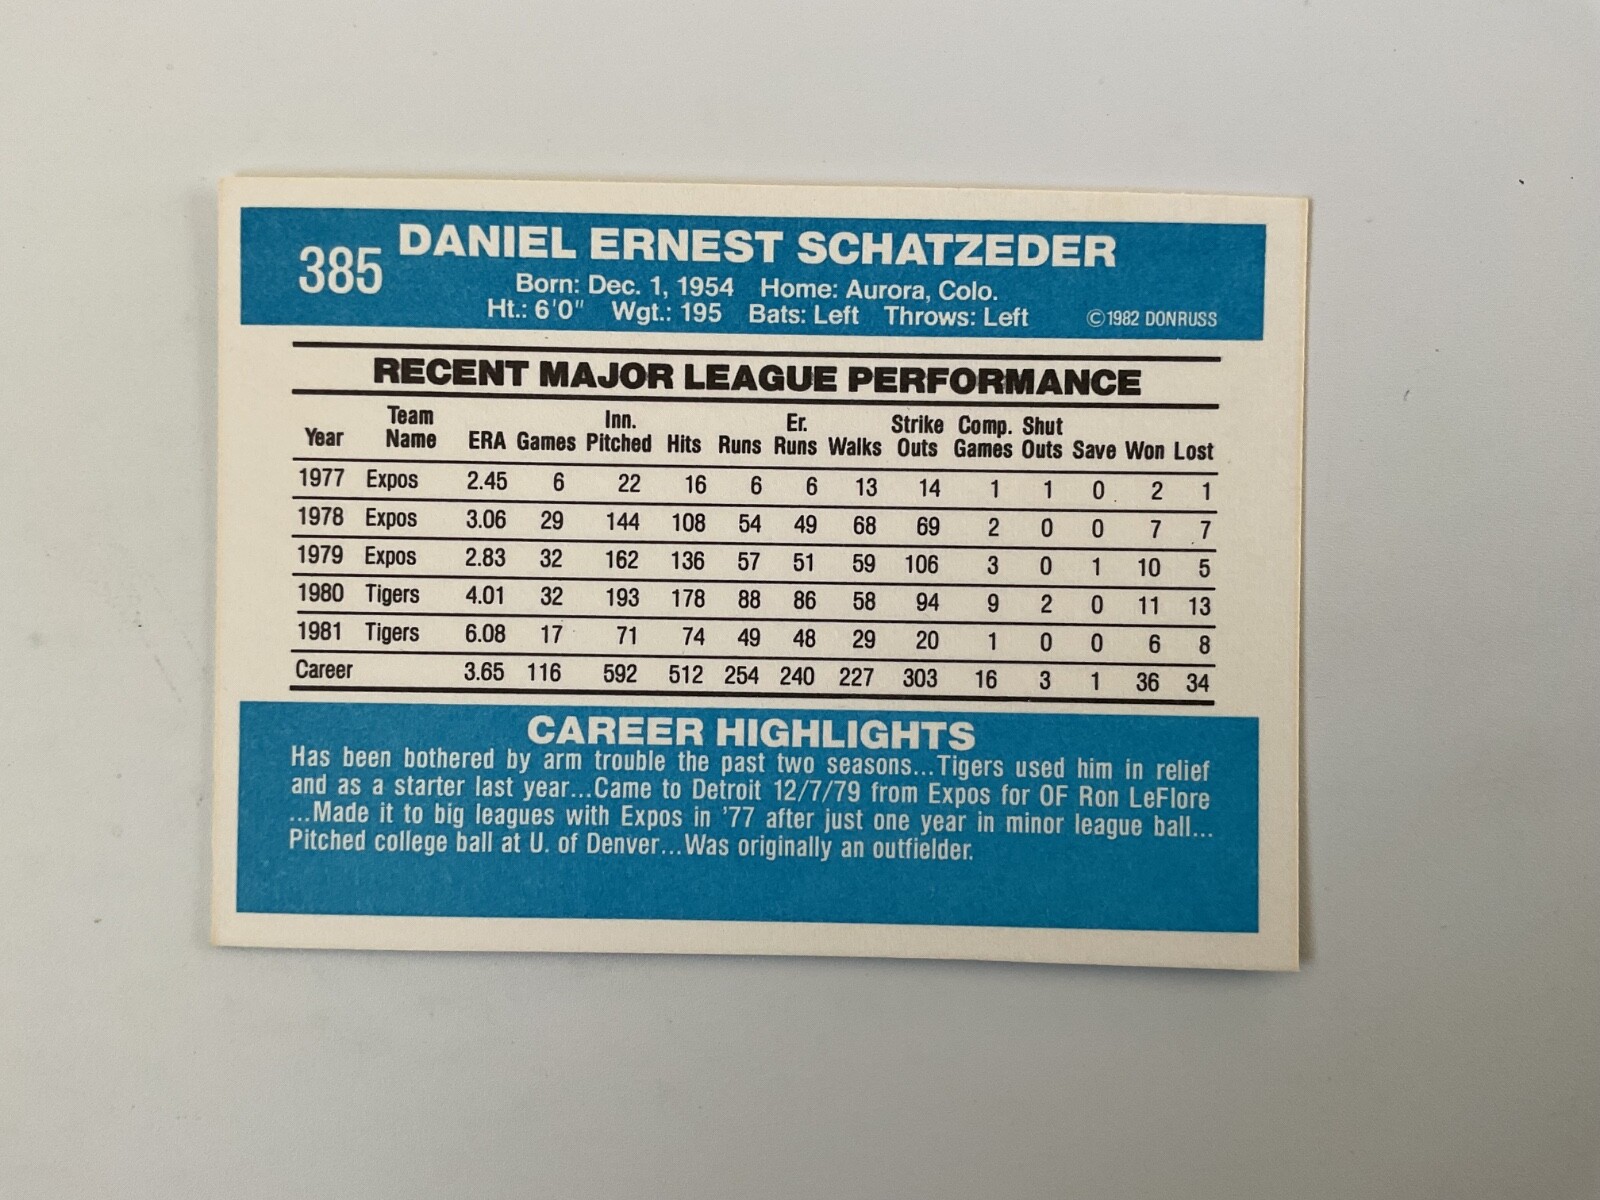 385
DANIEL ERNEST SCHATZEDER
Born: Dec. 1, 1954 Home: Aurora, Colo.
Ht.: 6'0" Wgt.: 195 Bats: Left Throws: Left
©1982 DONRUSS
RECENT MAJOR LEAGUE PERFORMANCE
Year Team Name ERA Games Inn. Pitched Hits Runs Er. Runs Walks Strike Outs Comp. Games Shut Outs Save Won Lost
1977 Expos 2.45 6 22 16 6 6 13 14 1 1 0 2 1
1978 Expos 3.06 29 144 108 54 49 68 69 2 0 0 7 7
1979 Expos 2.83 32 162 136 57 51 59 106 3 0 1 10 5
1980 Tigers 4.01 32 193 178 88 86 58 94 9 2 0 11 13
1981 Tigers 6.08 17 71 74 49 48 29 20 1 0 0 6 8
Career 3.65 116 592 512 254 240 227 303 16 3 1 36 34
CAREER HIGHLIGHTS
Has been bothered by arm trouble the past two seasons...Tigers used him in relief
and as a starter last year...Came to Detroit 12/7/79 from Expos for OF Ron LeFlore
...Made it to big leagues with Expos in '77 after just one year in minor league ball...
Pitched college ball at U. of Denver...Was originally an outfielder.